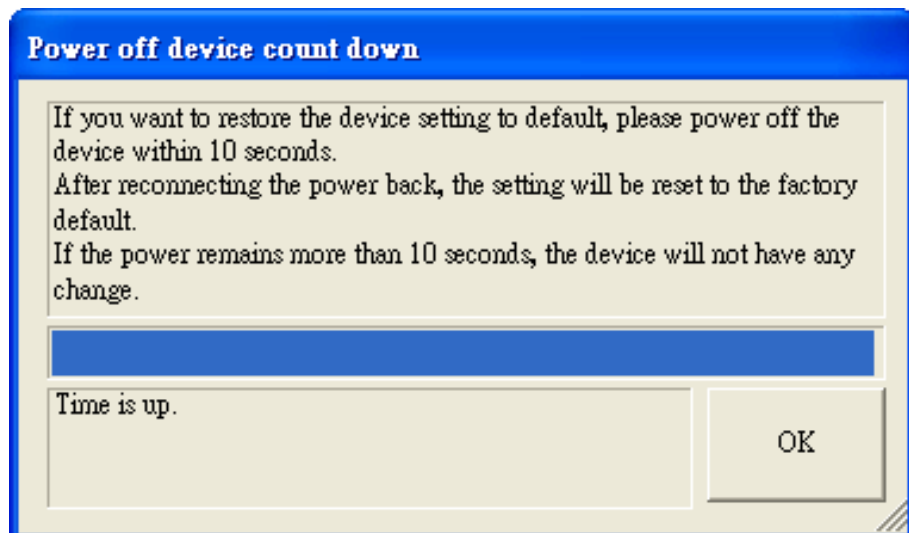 Power off device count down
If you want to restore the device setting to default, please power off the
device within 10 seconds.
After reconnecting the power back, the setting will be reset to the factory
default.
If the power remains more than 10 seconds, the device will not have any
change.
Time is up.
OK